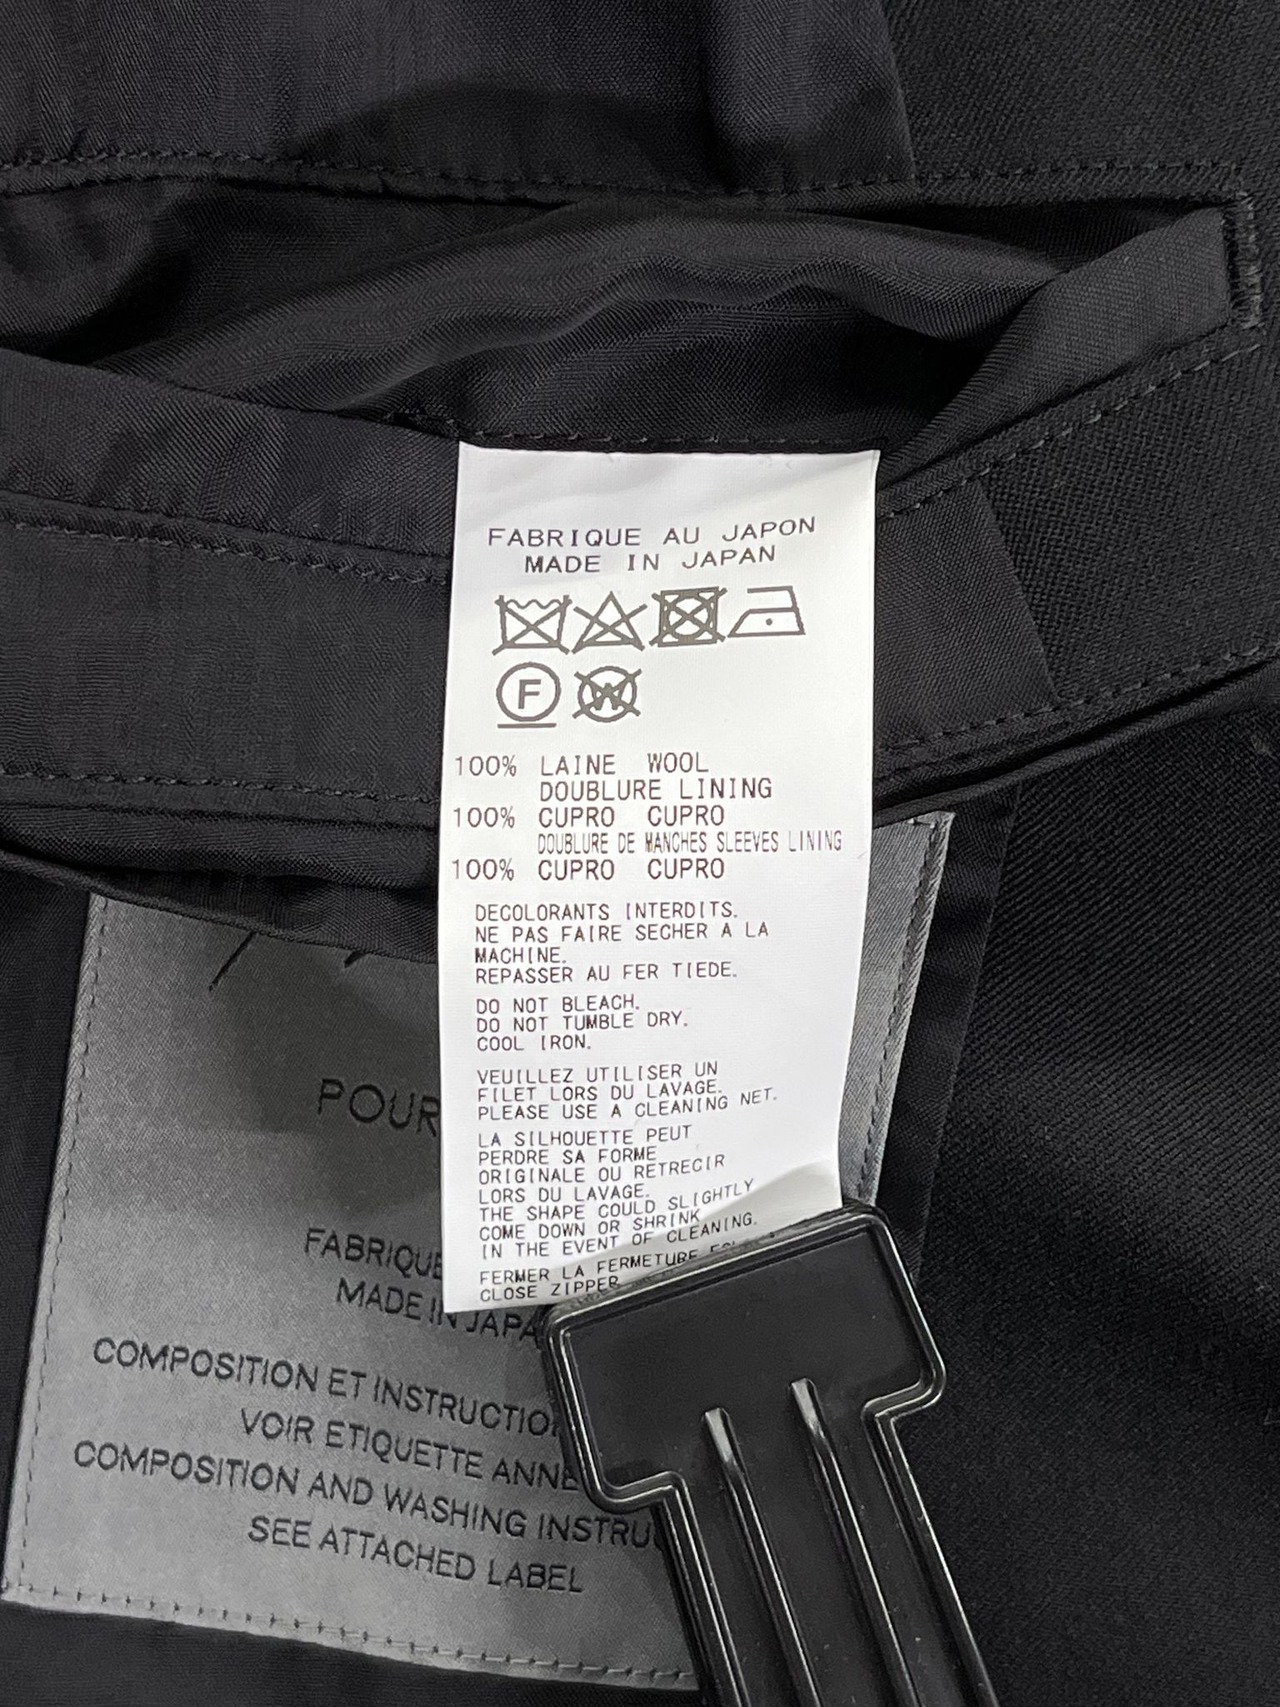 FABRIQUE AU JAPON
MADE IN JAPAN
F W
100% LAINE WOOL
DOUBLURE LINING
100% CUPRO CUPRO
DOUBLURE DE MANCHES SLEEVES LINING
100% CUPRO CUPRO
DECOLORANTS INTERDITS.
NE PAS FAIRE SECHER A LA
MACHINE.
REPASSER AU FER TIEDE.
DO NOT BLEACH.
DO NOT TUMBLE DRY.
COOL IRON.
VEUILLEZ UTILISER UN
FILET LORS DU LAVAGE.
PLEASE USE A CLEANING NET.
LA SILHOUETTE PEUT
PERDRE SA FORME
ORIGINALE OU RETRECIR
LORS DU LAVAGE.
THE SHAPE COULD SLIGHTLY
COME DOWN OR SHRINK
IN THE EVENT OF CLEANING.
FERMER LA FERMETURE
CLOSE ZIPPER
POUR
FABRIQUE
MADE IN JAPA
COMPOSITION ET INSTRUCTIO
VOIR ETIQUETTE ANNE
COMPOSITION AND WASHING INSTRU
SEE ATTACHED LABEL